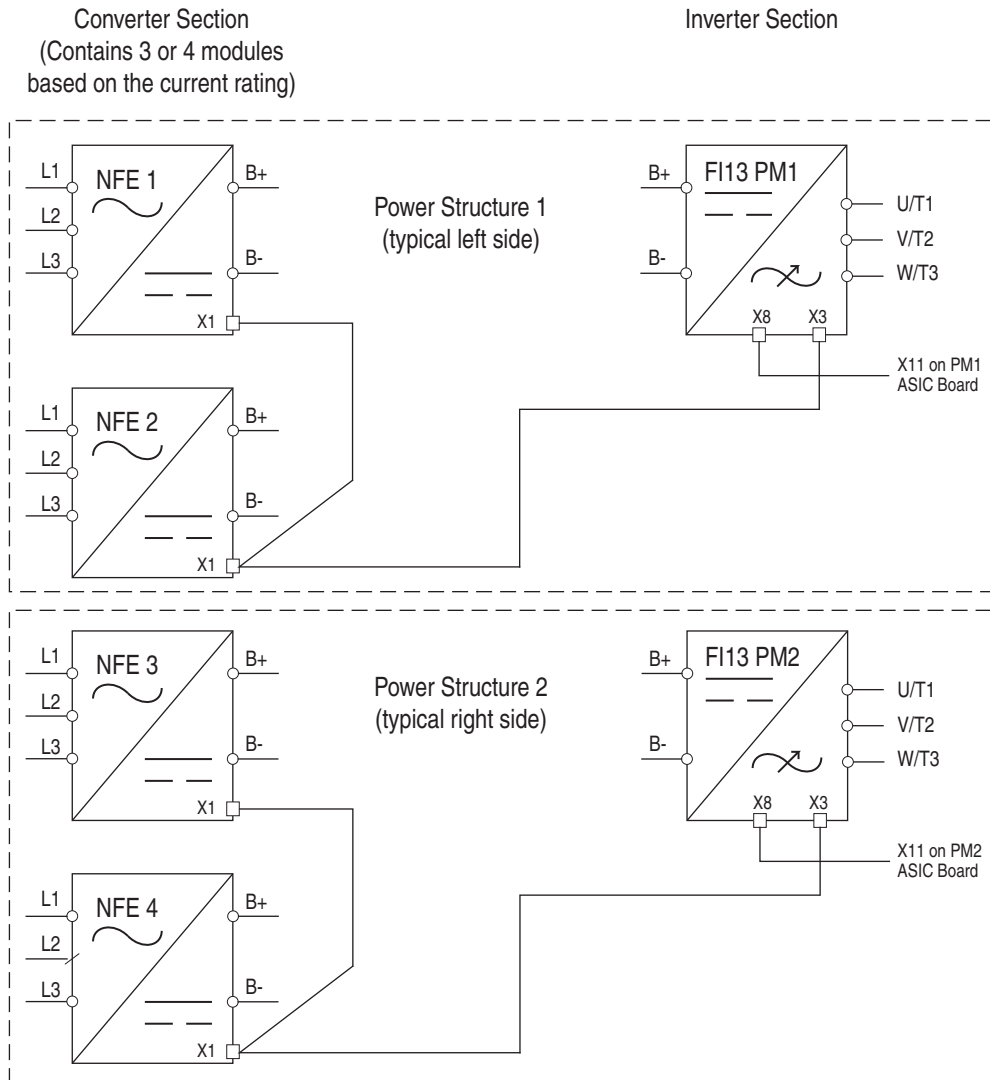 Converter Section
(Contains 3 or 4 modules
based on the current rating)
Inverter Section
L1
L2
L3
NFE 1
B+
B-
X1
Power Structure 1
(typical left side)
B+
B-
FI13 PM1
U/T1
V/T2
W/T3
X8
X3
X11 on PM1
ASIC Board
L1
L2
L3
NFE 2
B+
B-
X1
L1
L2
L3
NFE 3
B+
B-
X1
Power Structure 2
(typical right side)
B+
B-
FI13 PM2
U/T1
V/T2
W/T3
X8
X3
X11 on PM2
ASIC Board
L1
L2
L3
NFE 4
B+
B-
X1